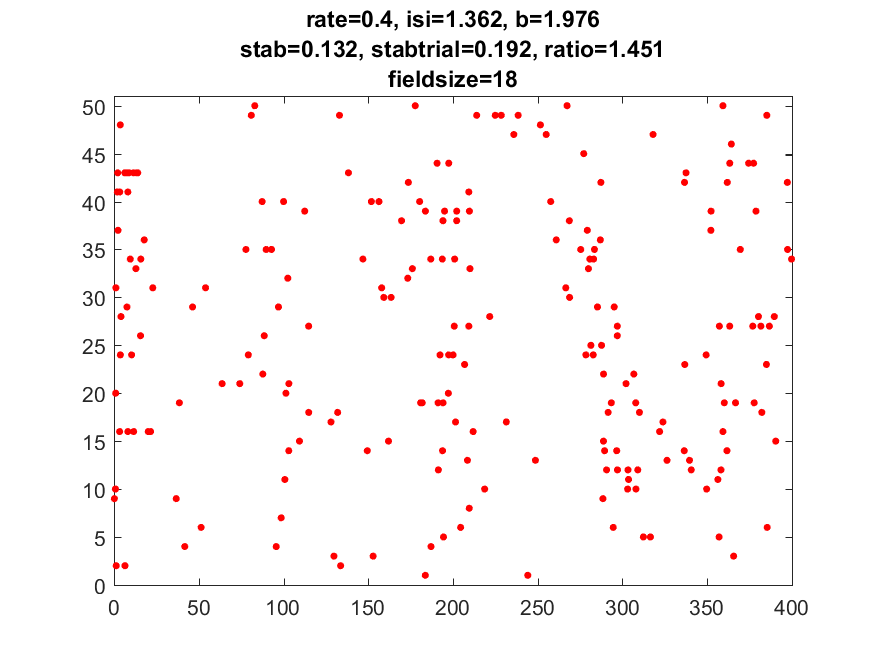 rate=0.4, isi=1.362, b=1.976
stab=0.132, stabtrial=0.192, ratio=1.451
fieldsize=18
50
45
40
35
30
25
20
15
10
5
0
0 50 100 150 200 250 300 350 400